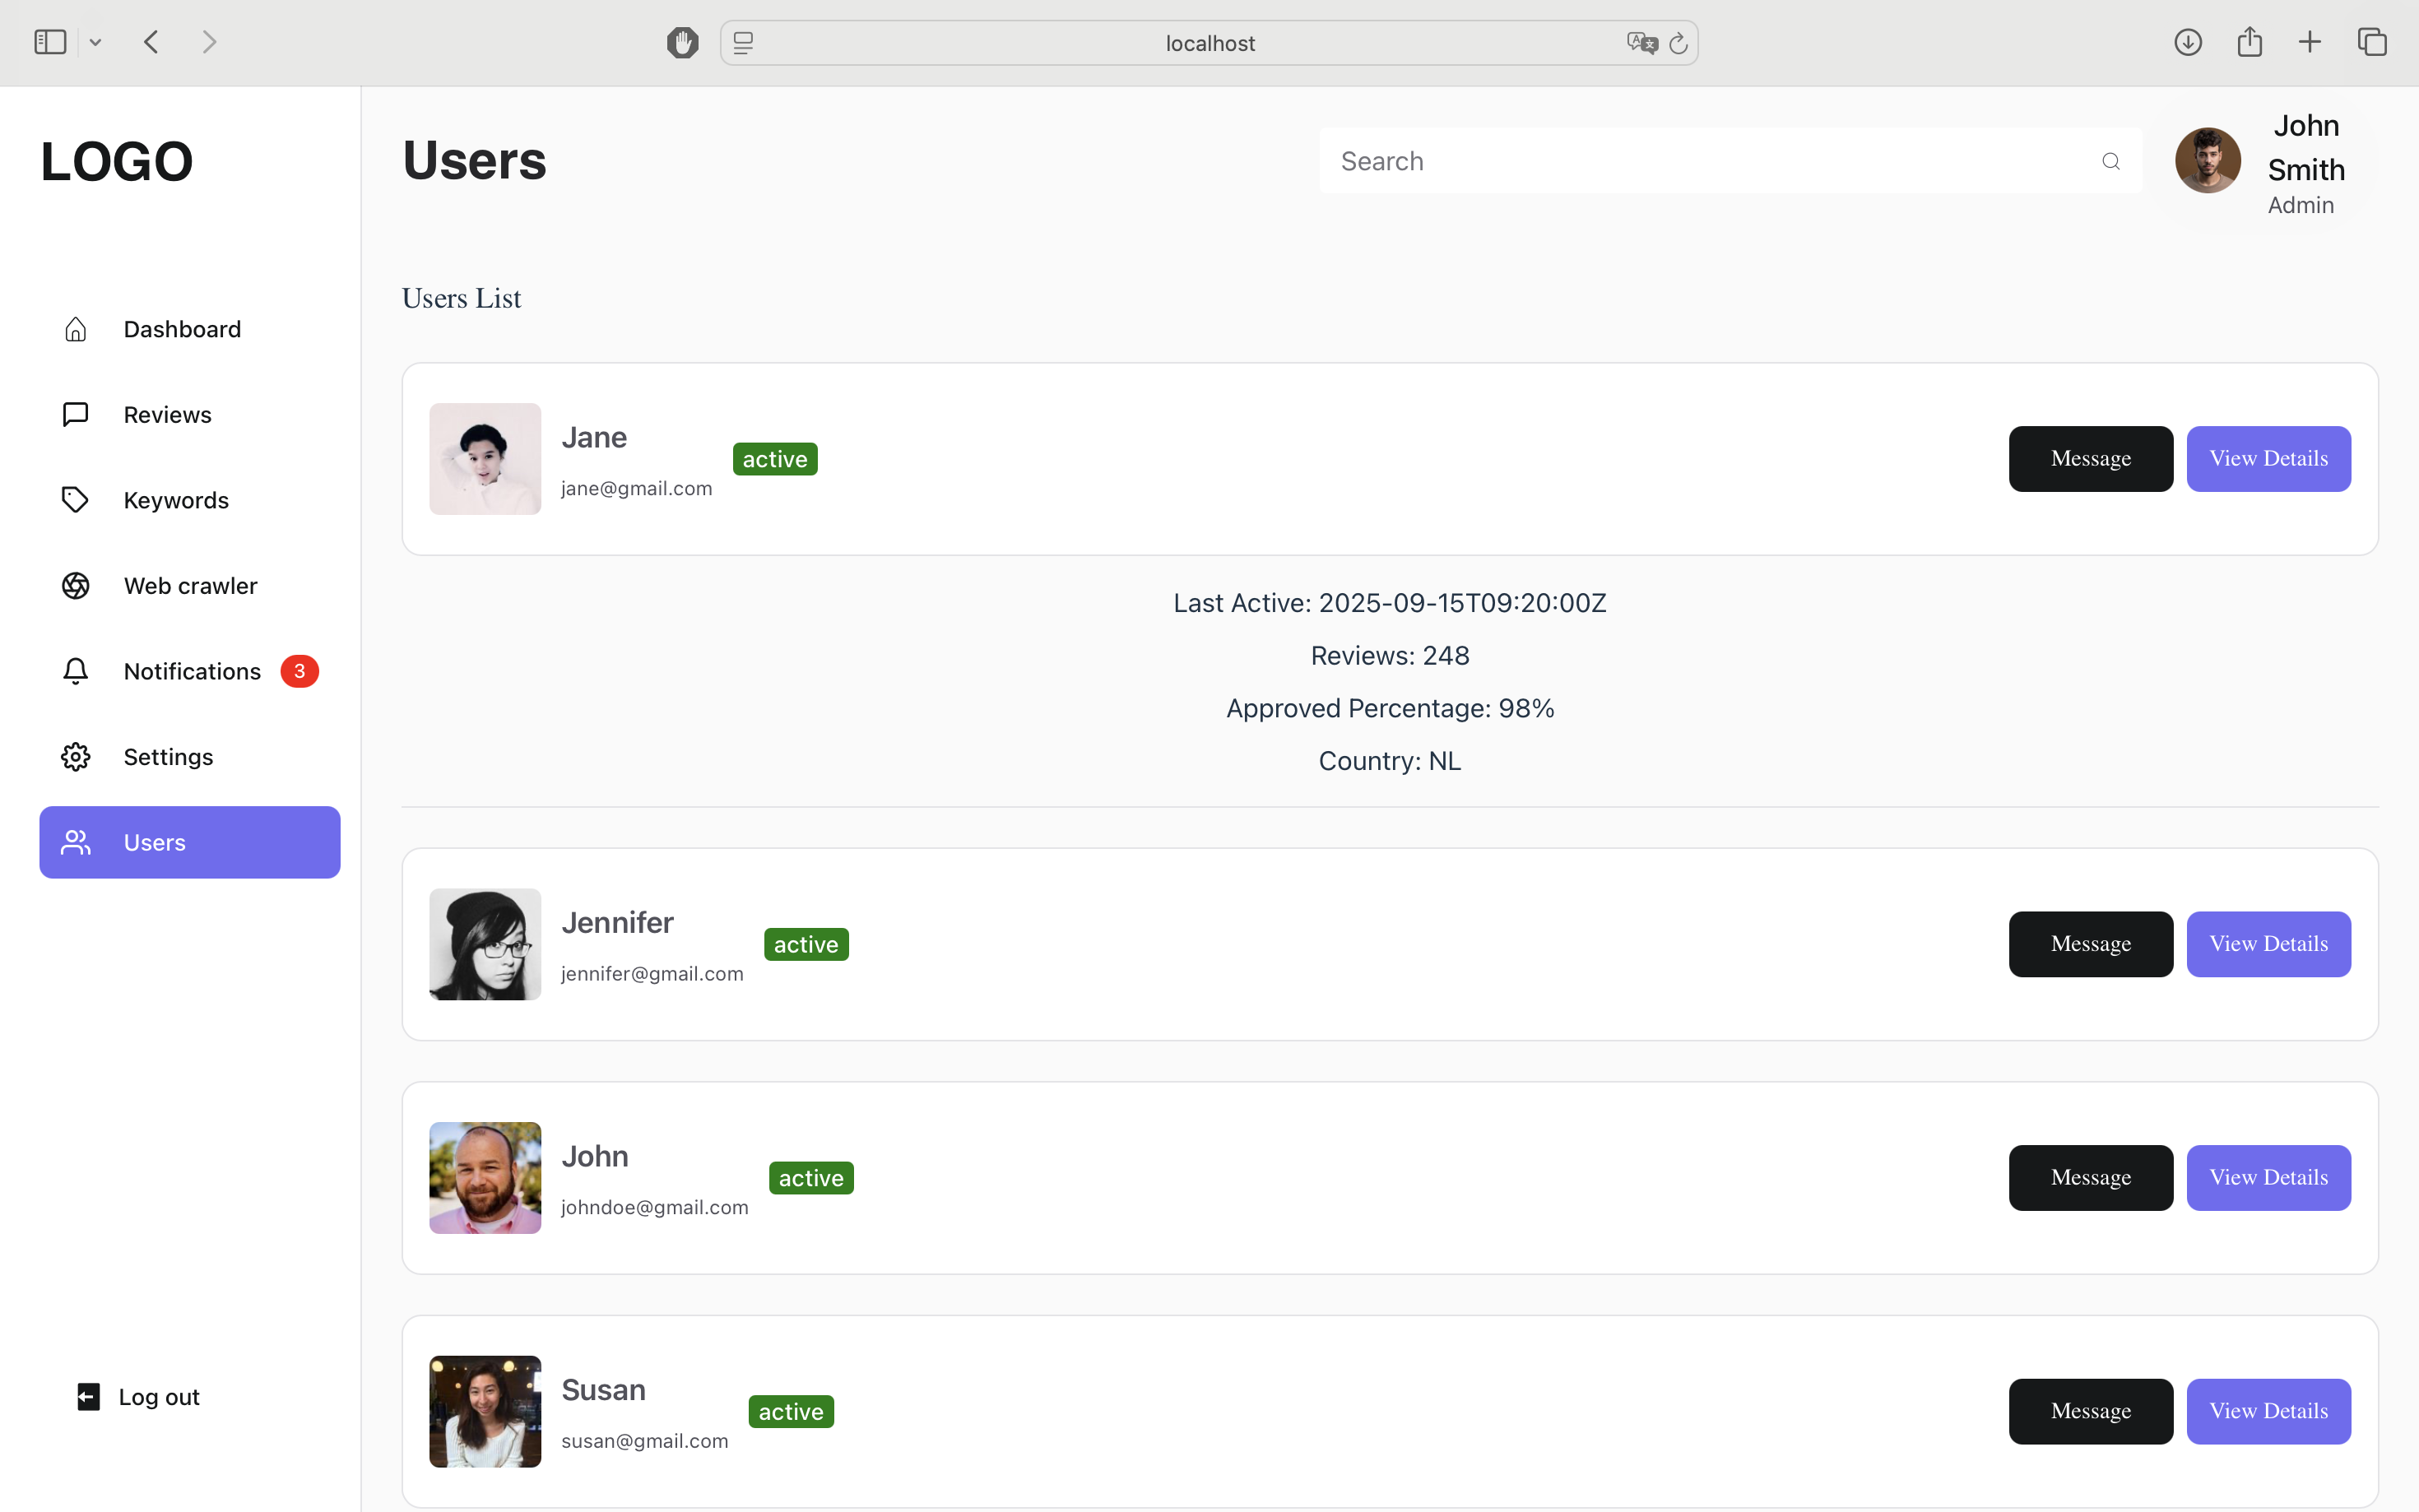 localhost
LOGO
Users
Search
John
Smith
Admin
Dashboard
Reviews
Keywords
Web crawler
Notifications 3
Settings
Users
Log out
Users List
Jane
jane@gmail.com
active
Message
View Details
Last Active: 2025-09-15T09:20:00Z
Reviews: 248
Approved Percentage: 98%
Country: NL
Jennifer
jennifer@gmail.com
active
Message
View Details
John
johndoe@gmail.com
active
Message
View Details
Susan
susan@gmail.com
active
Message
View Details